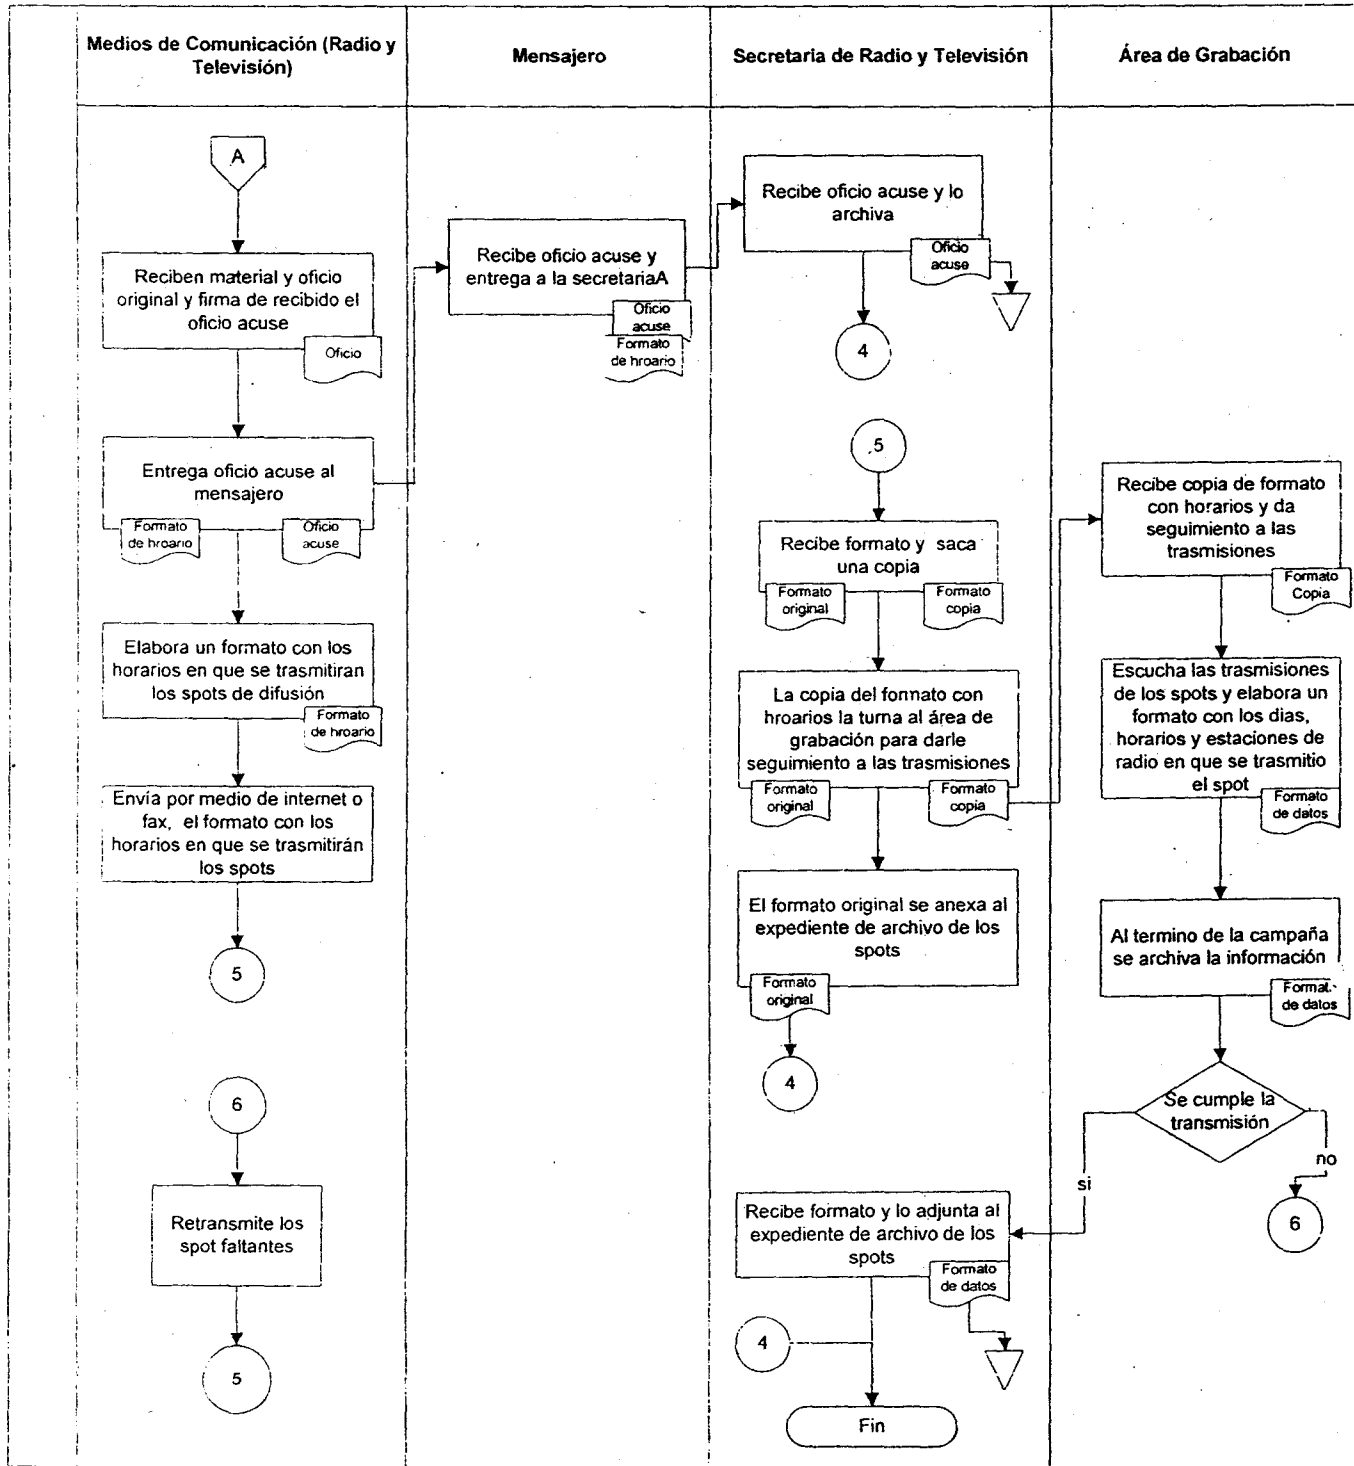 Medios de Comunicación (Radio y
Televisión)
Mensajero
Secretaria de Radio y Televisión
Área de Grabación
A
Reciben material y oficio
original y firma de recibido el
oficio acuse
Oficio
Entrega oficio acuse al
mensajero
Formato
de hroario
Oficio
acuse
Elabora un formato con los
horarios en que se trasmitiran
los spots de difusión
Formato
de hroario
Envía por medio de internet o
fax, el formato con los
horarios en que se trasmitirán
los spots
5
6
Retransmite los
spot faltantes
5
Recibe oficio acuse y
entrega a la secretariaA
Oficio
acuse
Formato
de hroario
Recibe oficio acuse y lo
archiva
Oficio
acuse
4
5
Recibe formato y saca
una copia
Formato
original
Formato
copia
La copia del formato con
hroarios la turna al área de
grabación para darle
seguimiento a las trasmisiones
Formato
original
Formato
copia
El formato original se anexa al
expediente de archivo de los
spots
Formato
original
4
Recibe formato y lo adjunta al
expediente de archivo de los
spots
Formato
de datos
4
Fin
Recibe copia de formato
con horarios y da
seguimiento a las
trasmisiones
Formato
Copia
Escucha las trasmisiones
de los spots y elabora un
formato con los dias,
horarios y estaciones de
radio en que se trasmitio
el spot
Formato
de datos
Al termino de la campaña
se archiva la información
Format
de datos
Se cumple la
transmisión
si
no
6